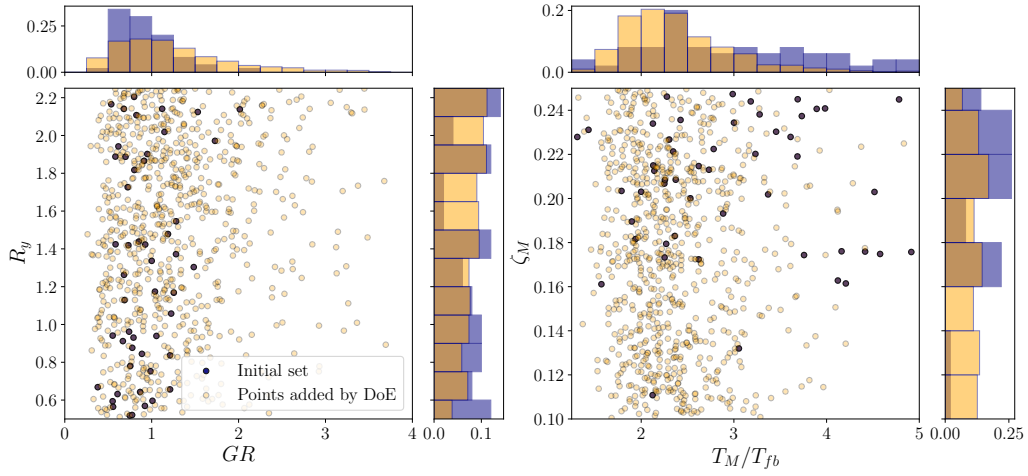 0.25
0.00
0.2
0.0
2.2
2.0
1.8
1.6
1.4
1.2
1.0
0.8
0.6
R_y
0 1 2 3 4
GR
Initial set
Points added by DoE
0.0 0.1
0.24
0.22
0.20
0.18
0.16
0.14
0.12
0.10
ζ_M
2 3 4 5
T_M/T_{fb}
0.00 0.25